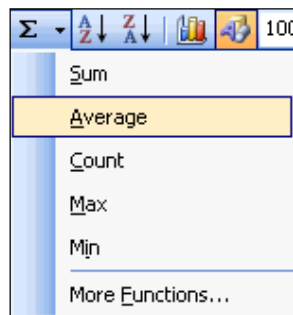 Σ A Z Z A 100
Sum
Average
Count
Max
Min
More Functions...